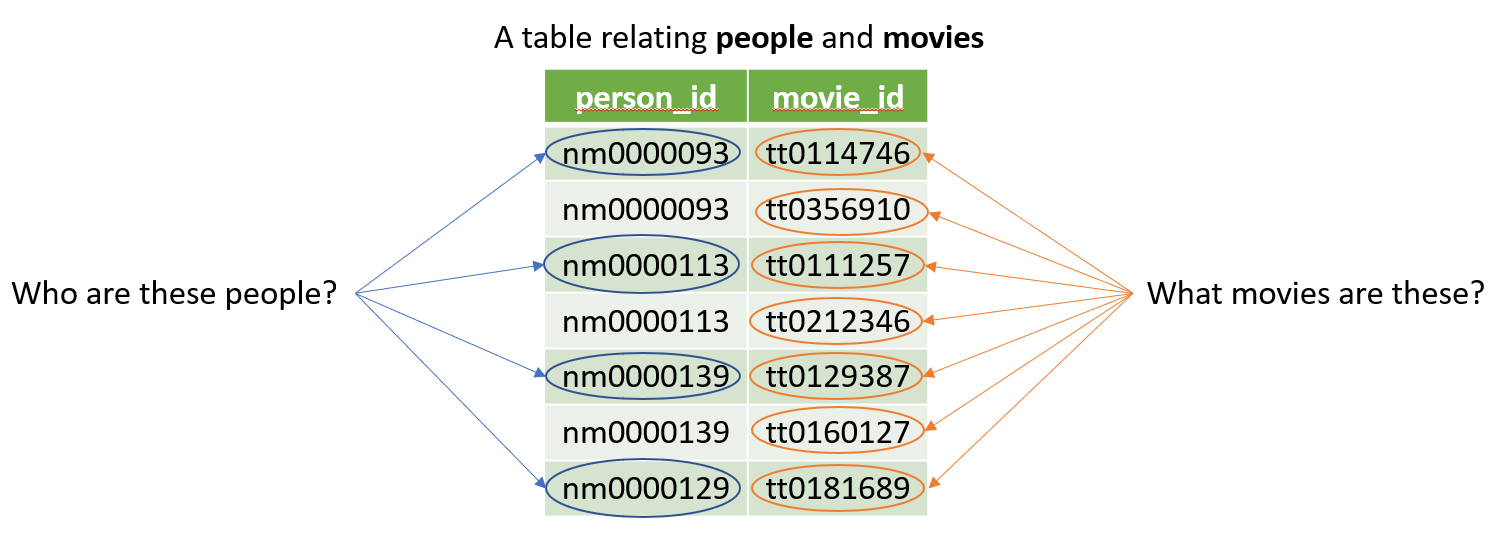 A table relating people and movies
person_id movie_id
nm0000093 tt0114746
nm0000093 tt0356910
nm0000113 tt0111257
Who are these people? What movies are these?
nm0000113 tt0212346
nm0000139 tt0129387
nm0000139 tt0160127
nm0000129 tt0181689